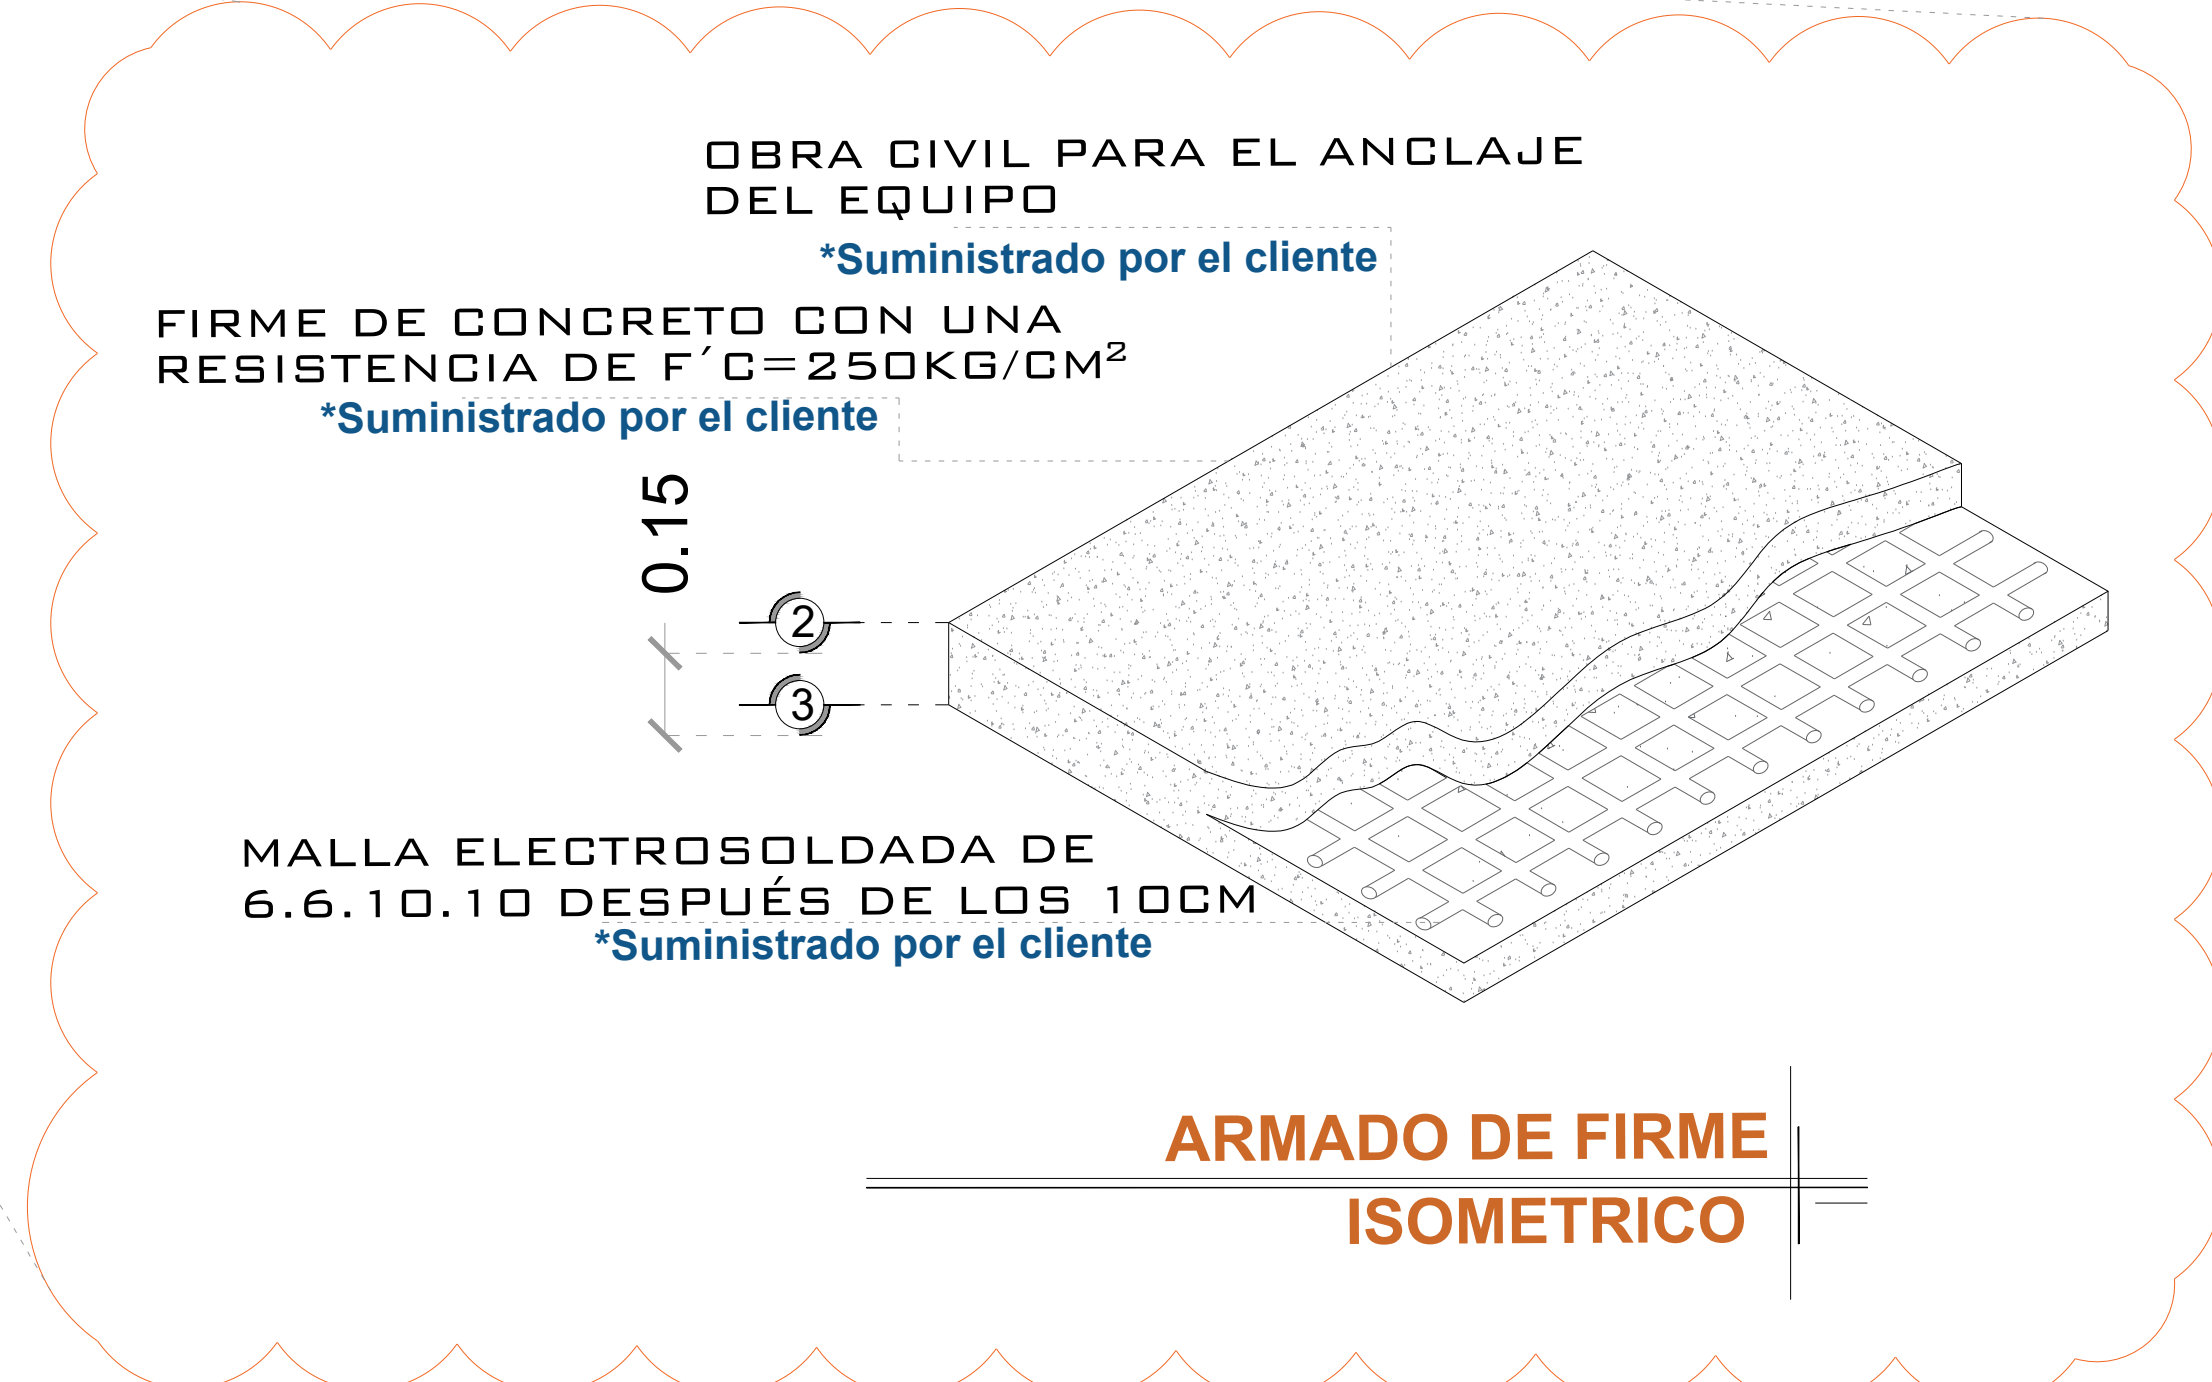 OBRA CIVIL PARA EL ANCLAJE
DEL EQUIPO
*Suministrado por el cliente
FIRME DE CONCRETO CON UNA
RESISTENCIA DE F´C=250KG/CM²
*Suministrado por el cliente
0.15
2
3
MALLA ELECTROSOLDADA DE
6.6.10.10 DESPUÉS DE LOS 10CM
*Suministrado por el cliente
ARMADO DE FIRME
ISOMETRICO